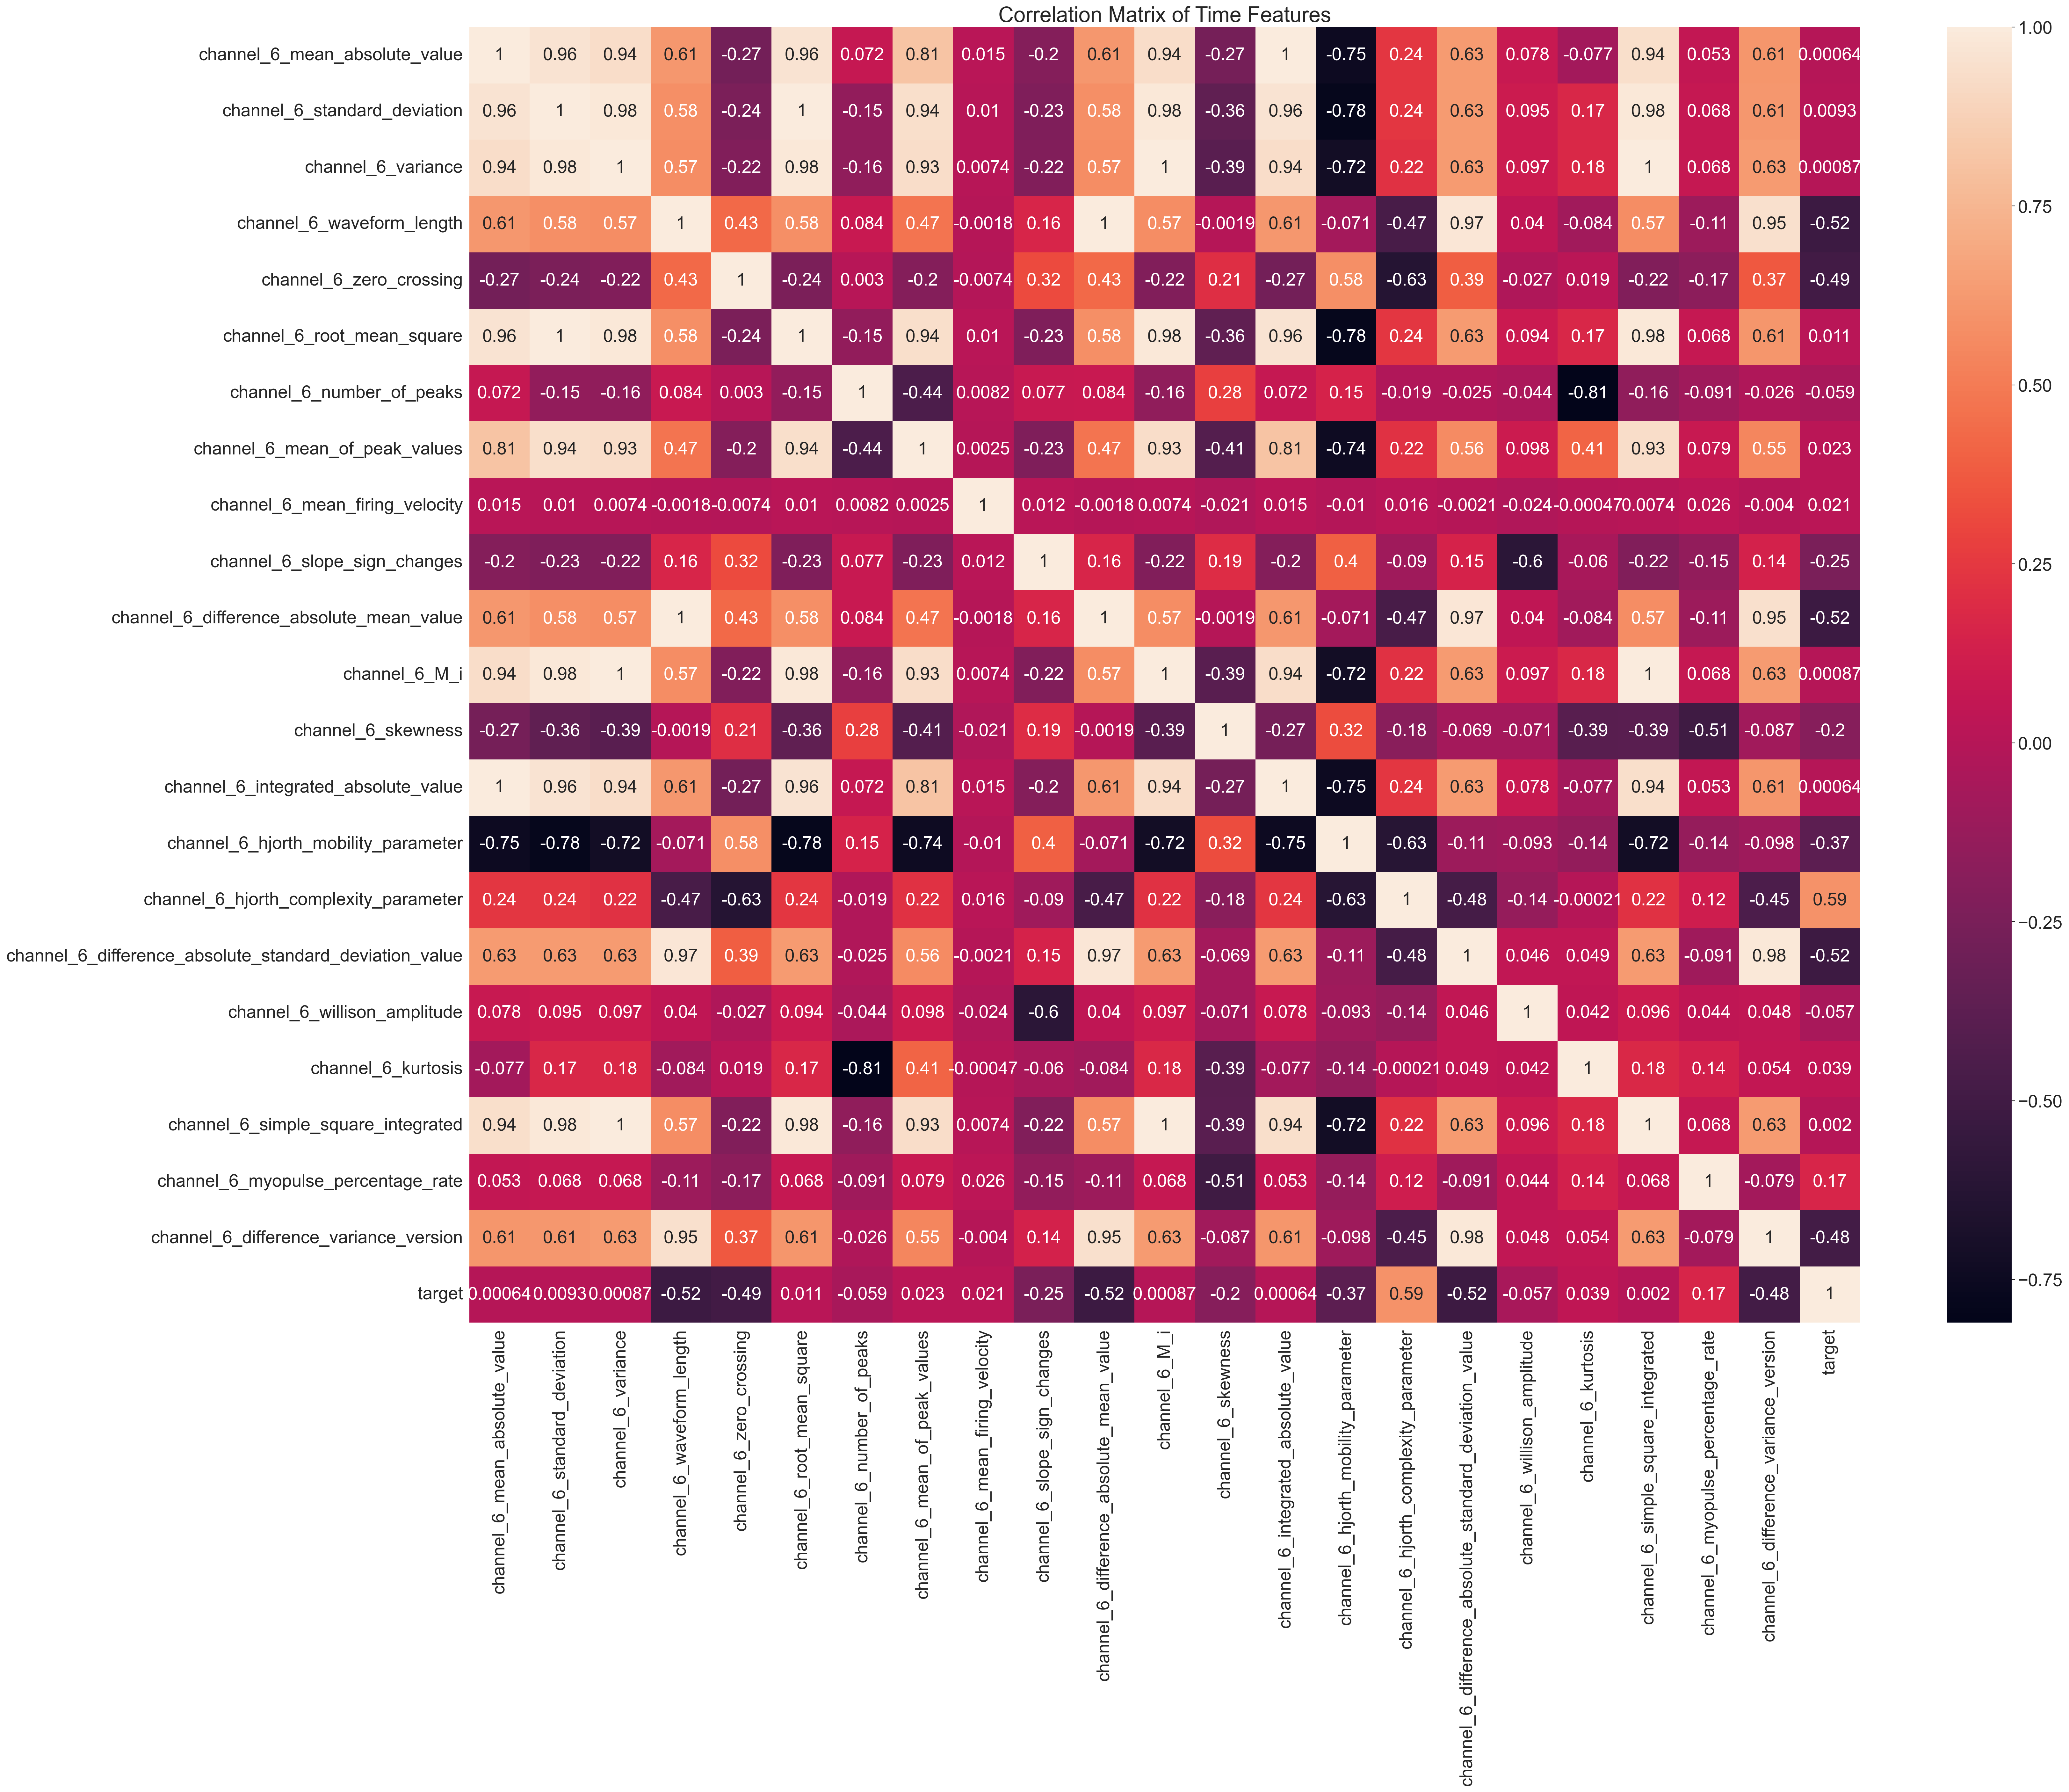 Correlation Matrix of Time Features
channel_6_mean_absolute_value 1 0.96 0.94 0.61 -0.27 0.96 0.072 0.81 0.015 -0.2 0.61 0.94 -0.27 1 -0.75 0.24 0.63 0.078 -0.077 0.94 0.053 0.61 0.00064
channel_6_standard_deviation 0.96 1 0.98 0.58 -0.24 1 -0.15 0.94 0.01 -0.23 0.58 0.98 -0.36 0.96 -0.78 0.24 0.63 0.095 0.17 0.98 0.068 0.61 0.0093
channel_6_variance 0.94 0.98 1 0.57 -0.22 0.98 -0.16 0.93 0.0074 -0.22 0.57 1 -0.39 0.94 -0.72 0.22 0.63 0.097 0.18 1 0.068 0.63 0.00087
channel_6_waveform_length 0.61 0.58 0.57 1 0.43 0.58 0.084 0.47 -0.0018 0.16 1 0.57 -0.0019 0.61 -0.071 -0.47 0.97 0.04 -0.084 0.57 -0.11 0.95 -0.52
channel_6_zero_crossing -0.27 -0.24 -0.22 0.43 1 -0.24 0.003 -0.2 -0.0074 0.32 0.43 -0.22 0.21 -0.27 0.58 -0.63 0.39 -0.027 0.019 -0.22 -0.17 0.37 -0.49
channel_6_root_mean_square 0.96 1 0.98 0.58 -0.24 1 -0.15 0.94 0.01 -0.23 0.58 0.98 -0.36 0.96 -0.78 0.24 0.63 0.094 0.17 0.98 0.068 0.61 0.011
channel_6_number_of_peaks 0.072 -0.15 -0.16 0.084 0.003 -0.15 1 -0.44 0.0082 0.077 0.084 -0.16 0.28 0.072 0.15 -0.019 -0.025 -0.044 -0.81 -0.16 -0.091 -0.026 -0.059
channel_6_mean_of_peak_values 0.81 0.94 0.93 0.47 -0.2 0.94 -0.44 1 0.0025 -0.23 0.47 0.93 -0.41 0.81 -0.74 0.22 0.56 0.098 0.41 0.93 0.079 0.55 0.023
channel_6_mean_firing_velocity 0.015 0.01 0.0074 -0.0018 -0.0074 0.01 0.0082 0.0025 1 0.012 -0.0018 0.0074 -0.021 0.015 -0.01 0.016 -0.0021 -0.024 -0.00047 0.0074 0.026 -0.004 0.021
channel_6_slope_sign_changes -0.2 -0.23 -0.22 0.16 0.32 -0.23 0.077 -0.23 0.012 1 0.16 -0.22 0.19 -0.2 0.4 -0.09 0.15 -0.6 -0.06 -0.22 -0.15 0.14 -0.25
channel_6_difference_absolute_mean_value 0.61 0.58 0.57 1 0.43 0.58 0.084 0.47 -0.0018 0.16 1 0.57 -0.0019 0.61 -0.071 -0.47 0.97 0.04 -0.084 0.57 -0.11 0.95 -0.52
channel_6_M_i 0.94 0.98 1 0.57 -0.22 0.98 -0.16 0.93 0.0074 -0.22 0.57 1 -0.39 0.94 -0.72 0.22 0.63 0.097 0.18 1 0.068 0.63 0.00087
channel_6_skewness -0.27 -0.36 -0.39 -0.0019 0.21 -0.36 0.28 -0.41 -0.021 0.19 -0.0019 -0.39 1 -0.27 0.32 -0.18 -0.069 -0.071 -0.39 -0.39 -0.51 -0.087 -0.2
channel_6_integrated_absolute_value 1 0.96 0.94 0.61 -0.27 0.96 0.072 0.81 0.015 -0.2 0.61 0.94 -0.27 1 -0.75 0.24 0.63 0.078 -0.077 0.94 0.053 0.61 0.00064
channel_6_hjorth_mobility_parameter -0.75 -0.78 -0.72 -0.071 0.58 -0.78 0.15 -0.74 -0.01 0.4 -0.071 -0.72 0.32 -0.75 1 -0.63 -0.11 -0.093 -0.14 -0.72 -0.14 -0.098 -0.37
channel_6_hjorth_complexity_parameter 0.24 0.24 0.22 -0.47 -0.63 0.24 -0.019 0.22 0.016 -0.09 -0.47 0.22 -0.18 0.24 -0.63 1 -0.48 -0.14 -0.00021 0.22 0.12 -0.45 0.59
channel_6_difference_absolute_standard_deviation_value 0.63 0.63 0.63 0.97 0.39 0.63 -0.025 0.56 -0.0021 0.15 0.97 0.63 -0.069 0.63 -0.11 -0.48 1 0.046 0.049 0.63 -0.091 0.98 -0.52
channel_6_willison_amplitude 0.078 0.095 0.097 0.04 -0.027 0.094 -0.044 0.098 -0.024 -0.6 0.04 0.097 -0.071 0.078 -0.093 -0.14 0.046 1 0.042 0.096 0.044 0.048 -0.057
channel_6_kurtosis -0.077 0.17 0.18 -0.084 0.019 0.17 -0.81 0.41 -0.00047 -0.06 -0.084 0.18 -0.39 -0.077 -0.14 -0.00021 0.049 0.042 1 0.18 0.14 0.054 0.039
channel_6_simple_square_integrated 0.94 0.98 1 0.57 -0.22 0.98 -0.16 0.93 0.0074 -0.22 0.57 1 -0.39 0.94 -0.72 0.22 0.63 0.096 0.18 1 0.068 0.63 0.002
channel_6_myopulse_percentage_rate 0.053 0.068 0.068 -0.11 -0.17 0.068 -0.091 0.079 0.026 -0.15 -0.11 0.068 -0.51 0.053 -0.14 0.12 -0.091 0.044 0.14 0.068 1 -0.079 0.17
channel_6_difference_variance_version 0.61 0.61 0.63 0.95 0.37 0.61 -0.026 0.55 -0.004 0.14 0.95 0.63 -0.087 0.61 -0.098 -0.45 0.98 0.048 0.054 0.63 -0.079 1 -0.48
target 0.00064 0.0093 0.00087 -0.52 -0.49 0.011 -0.059 0.023 0.021 -0.25 -0.52 0.00087 -0.2 0.00064 -0.37 0.59 -0.52 -0.057 0.039 0.002 0.17 -0.48 1
channel_6_mean_absolute_value
channel_6_standard_deviation
channel_6_variance
channel_6_waveform_length
channel_6_zero_crossing
channel_6_root_mean_square
channel_6_number_of_peaks
channel_6_mean_of_peak_values
channel_6_mean_firing_velocity
channel_6_slope_sign_changes
channel_6_difference_absolute_mean_value
channel_6_M_i
channel_6_skewness
channel_6_integrated_absolute_value
channel_6_hjorth_mobility_parameter
channel_6_hjorth_complexity_parameter
channel_6_difference_absolute_standard_deviation_value
channel_6_willison_amplitude
channel_6_kurtosis
channel_6_simple_square_integrated
channel_6_myopulse_percentage_rate
channel_6_difference_variance_version
target
1.00
0.75
0.50
0.25
0.00
−0.25
−0.50
−0.75